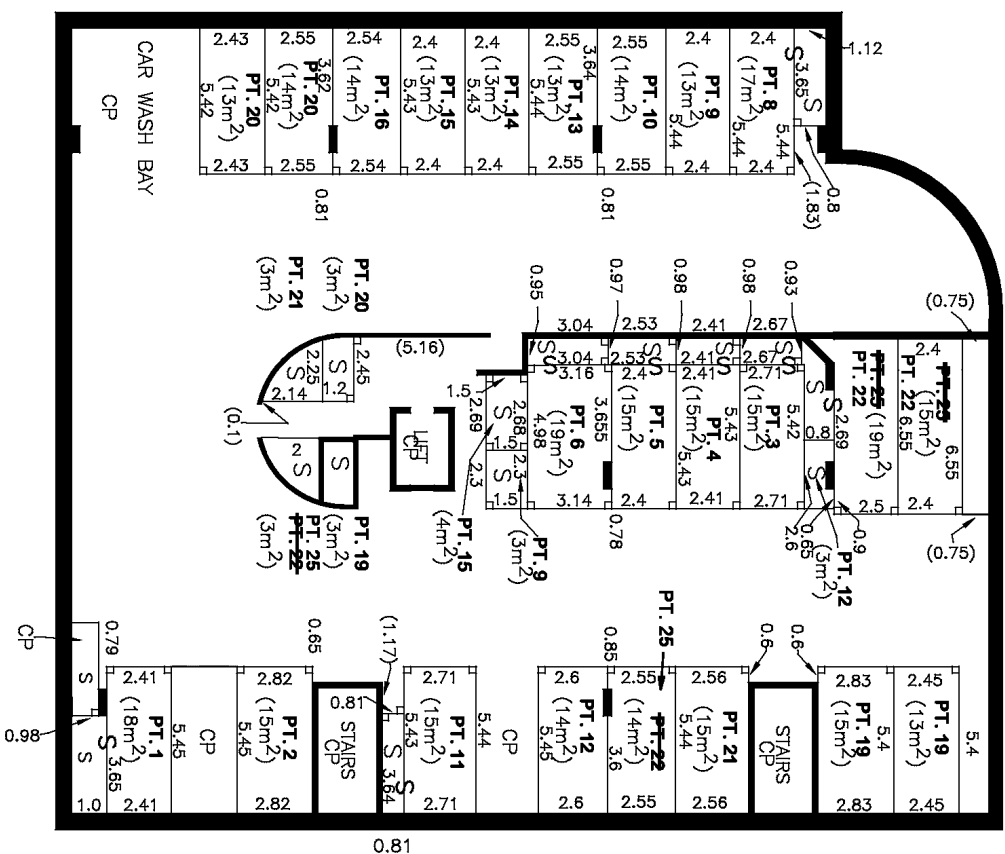 CAR WASH BAY
CP
2.43
PT. 20
(13m²)
5.42
2.43
2.55
PT. 20
(14m²)
5.42
2.55
3.62
2.54
PT. 16
(14m²)
2.54
2.4
PT. 15
(13m²)
5.43
2.4
2.4
PT. 14
(13m²)
5.43
2.4
2.55
PT. 13
(13m²)
5.44
2.55
3.64
2.55
PT. 10
(14m²)
2.55
2.4
PT. 9
(13m²)
5.44
2.4
2.4
PT. 8
(17m²)
5.44
2.4
5.44
S
3.65
S
1.12
0.8
(1.83)
0.81
0.81
PT. 20
(3m²)
PT. 21
(3m²)
(5.16)
2.45
S
2.25
S
1.2
2.14
(0.1)
0.95
0.97
0.98
0.98
0.93
3.04
2.53
2.41
2.67
S
S
S
S
S
S
S
3.04
2.53
2.41
2.67
3.16
2.4
2.41
2.71
PT. 6
(19m²)
4.98
3.14
3.655
PT. 5
(15m²)
2.4
PT. 4
(15m²)
5.43
2.41
5.43
PT. 3
(15m²)
2.71
5.42
0.8
S
S
2.69
S
(0.75)
2.4
PT. 25
PT. 22
(15m²)
6.55
6.55
2.4
PT. 25
PT. 22
(19m²)
2.5
(0.75)
0.9
0.65
2.6
PT. 12
(3m²)
0.78
1.5
2.69
2.68
S
1.5
2.3
S
2.3
1.5
LIFT
CP
2
S
S
PT. 15
(4m²)
PT. 9
(3m²)
PT. 19
(3m²)
PT. 25
PT. 22
(3m²)
CP
0.79
S
0.98
S
S
3.65
1.0
2.41
PT. 1
(18m²)
2.41
5.45
CP
5.45
2.82
PT. 2
(15m²)
2.82
0.65
STAIRS
CP
(1.17)
0.81
S
3.64
S
2.71
PT. 11
(15m²)
5.43
2.71
5.44
CP
2.6
PT. 12
(14m²)
5.45
2.6
0.85
PT. 25
2.55
PT. 22
(14m²)
3.6
2.55
2.56
PT. 21
(15m²)
5.44
2.56
0.6
0.6
STAIRS
CP
2.83
PT. 19
(15m²)
2.83
5.4
2.45
PT. 19
(13m²)
2.45
5.4
0.81